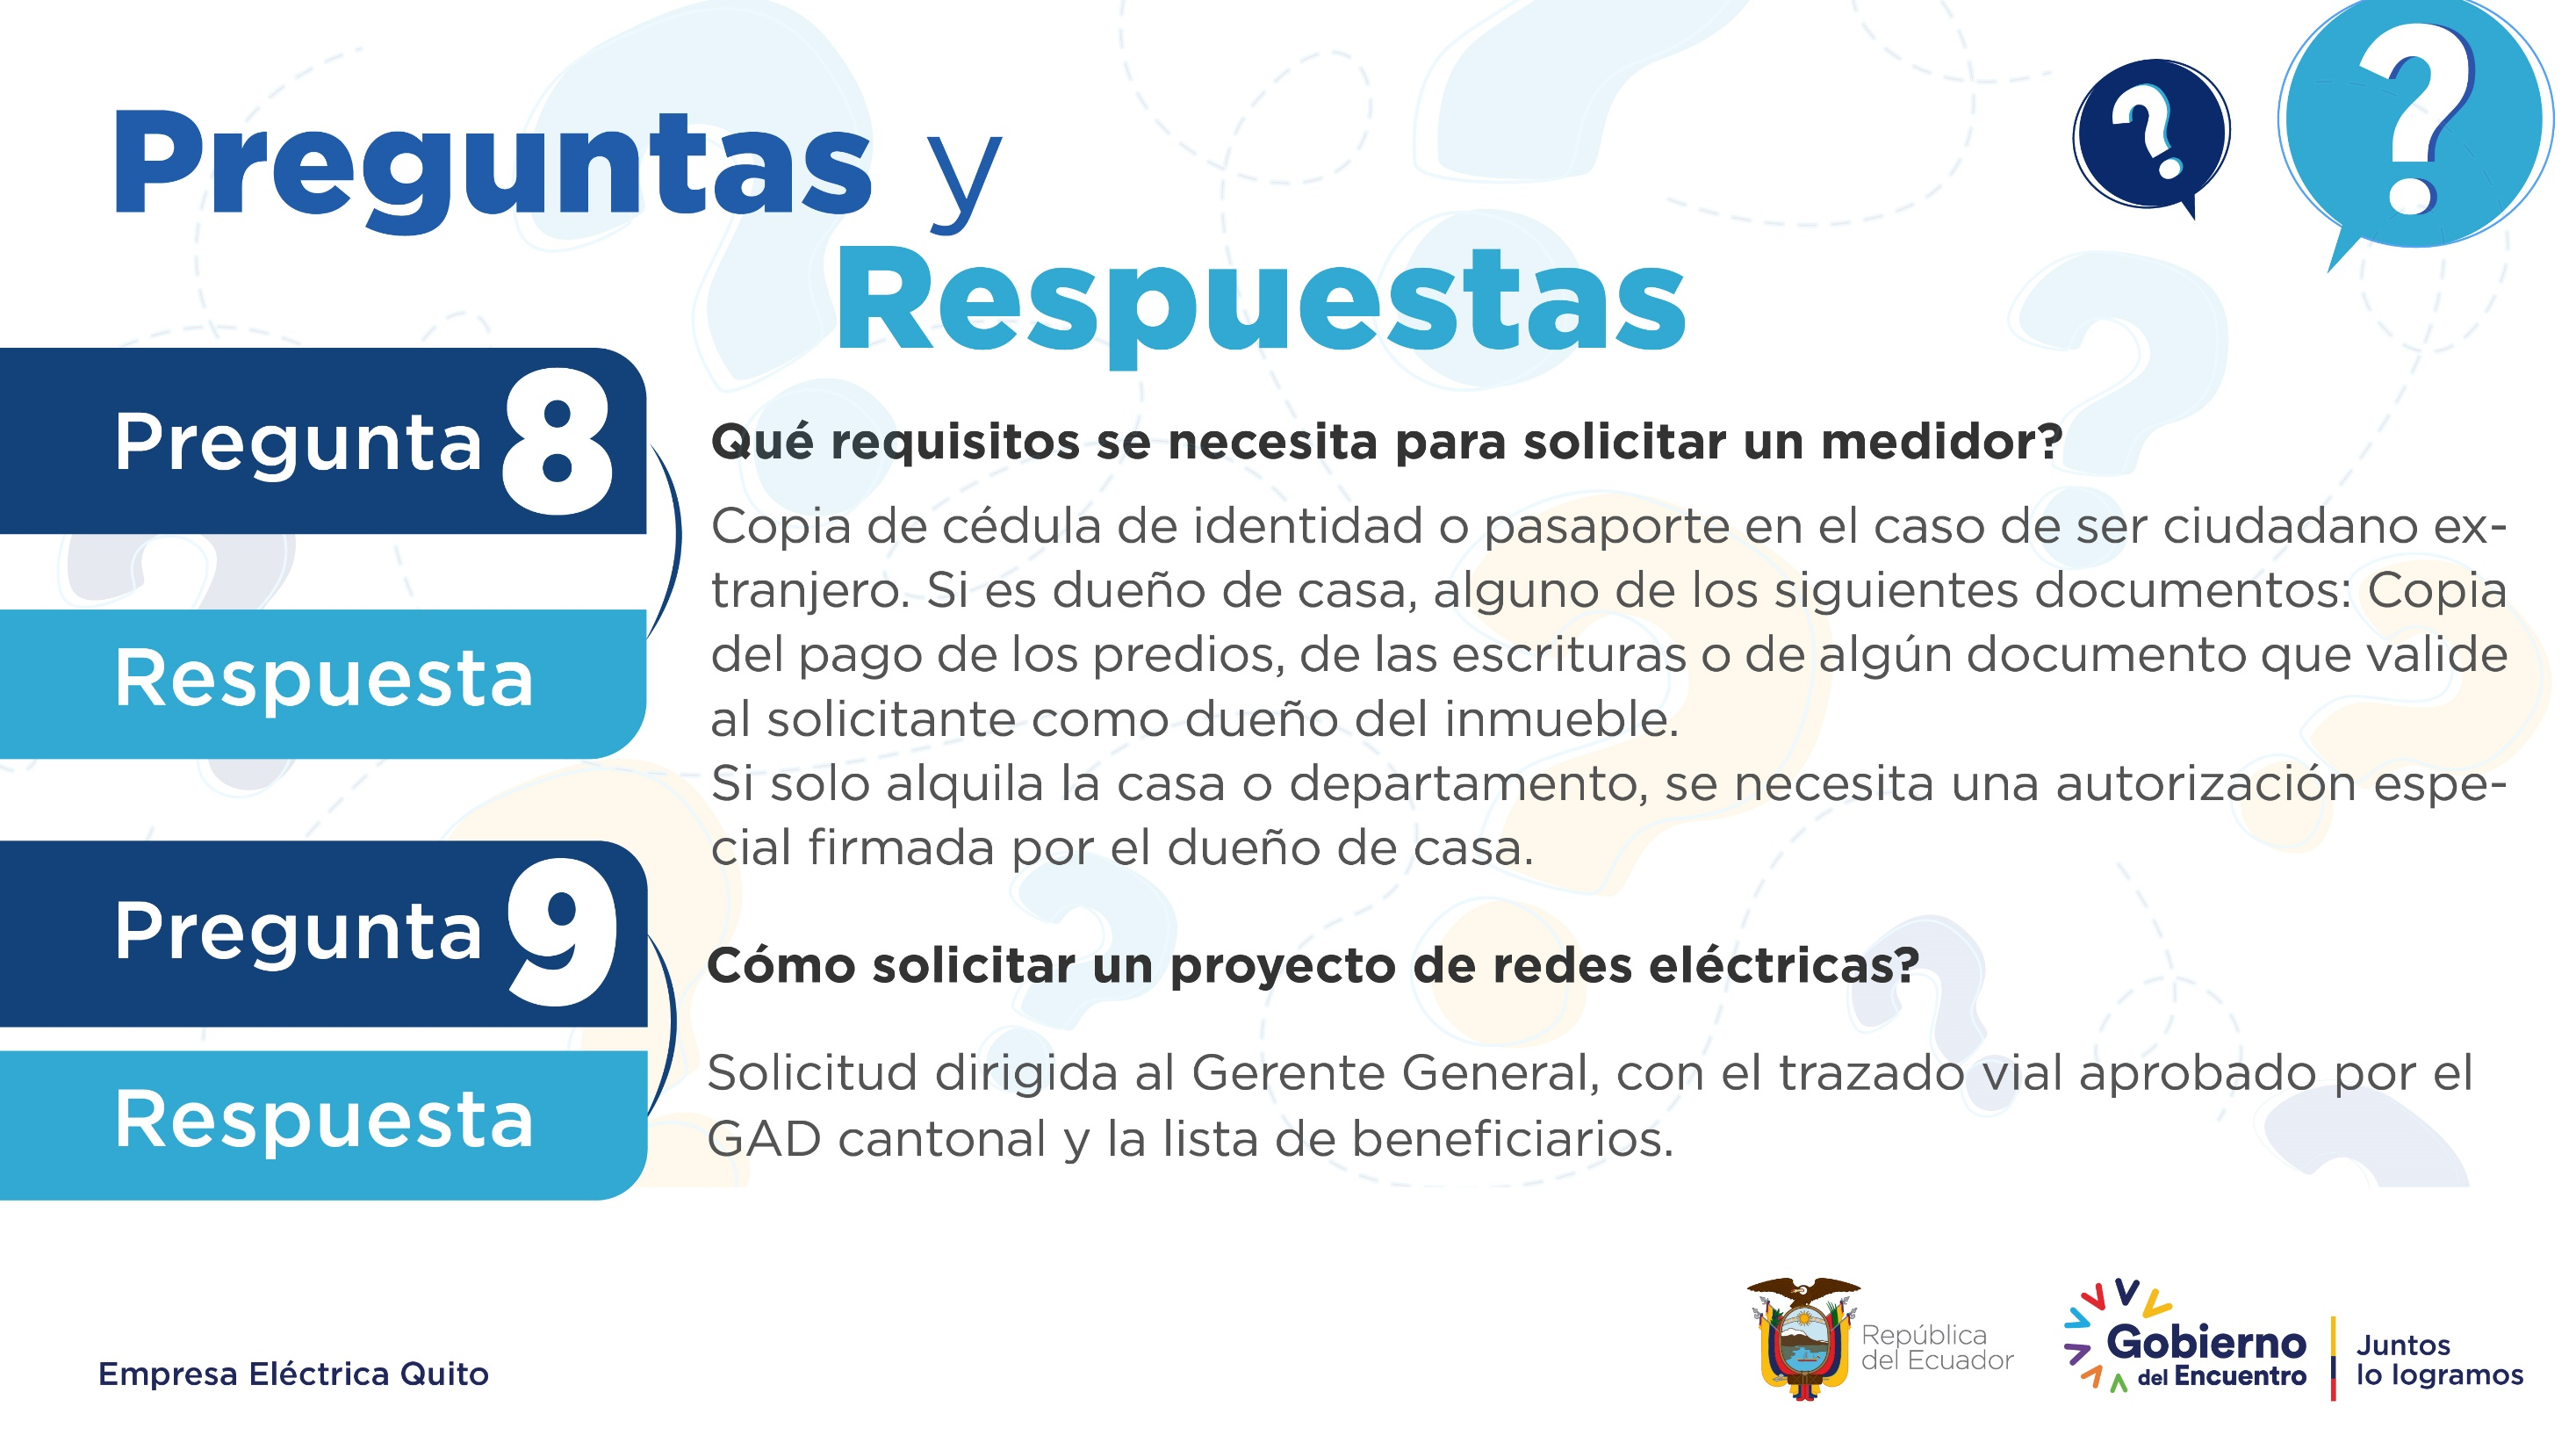 Preguntas y
Respuestas
Pregunta 8
Qué requisitos se necesita para solicitar un medidor?
Respuesta
Copia de cédula de identidad o pasaporte en el caso de ser ciudadano ex-
tranjero. Si es dueño de casa, alguno de los siguientes documentos: Copia
del pago de los predios, de las escrituras o de algún documento que valide
al solicitante como dueño del inmueble.
Si solo alquila la casa o departamento, se necesita una autorización espe-
cial firmada por el dueño de casa.
Pregunta 9
Cómo solicitar un proyecto de redes eléctricas?
Respuesta
Solicitud dirigida al Gerente General, con el trazado vial aprobado por el
GAD cantonal y la lista de beneficiarios.
Empresa Eléctrica Quito
República
del Ecuador
Gobierno
del Encuentro
Juntos
lo logramos